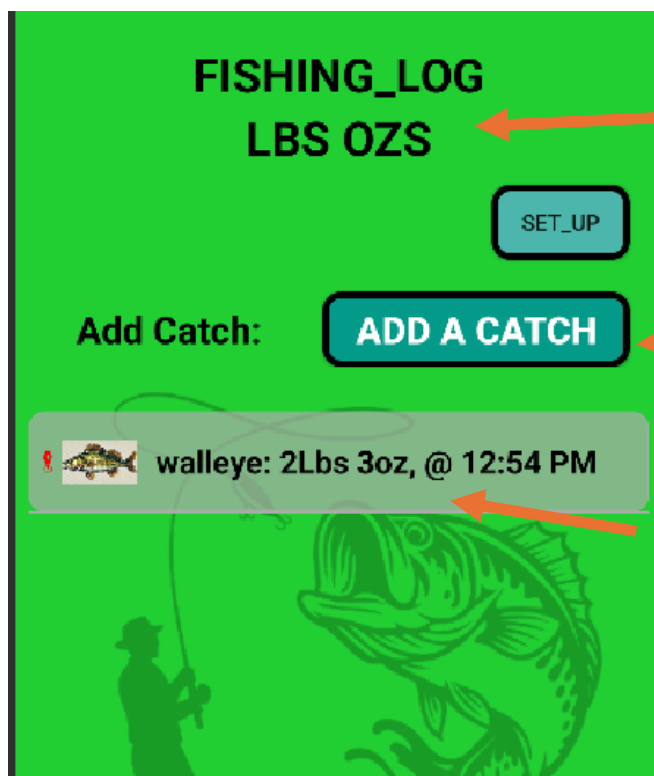 FISHING_LOG
LBS OZS
SET_UP
Add Catch:
ADD A CATCH
walleye: 2Lbs 3oz, @ 12:54 PM